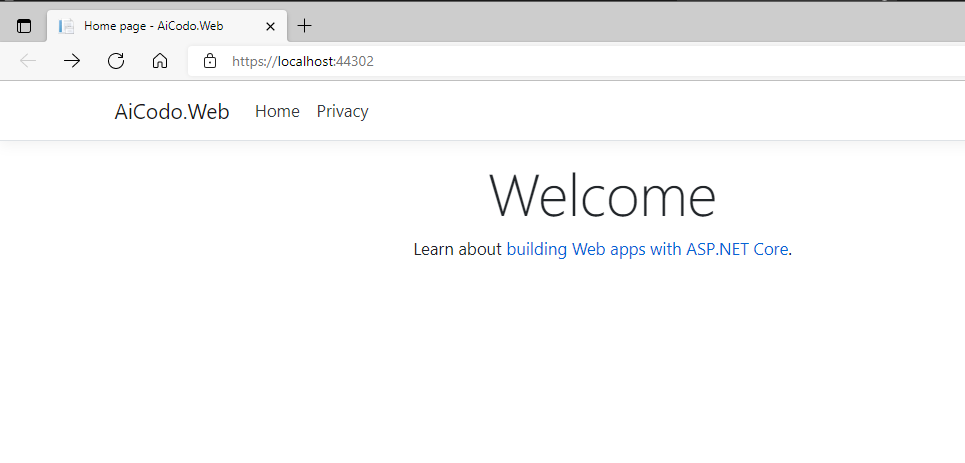 Home page - AiCodo.Web
https://localhost:44302
AiCodo.Web Home Privacy
Welcome
Learn about building Web apps with ASP.NET Core.